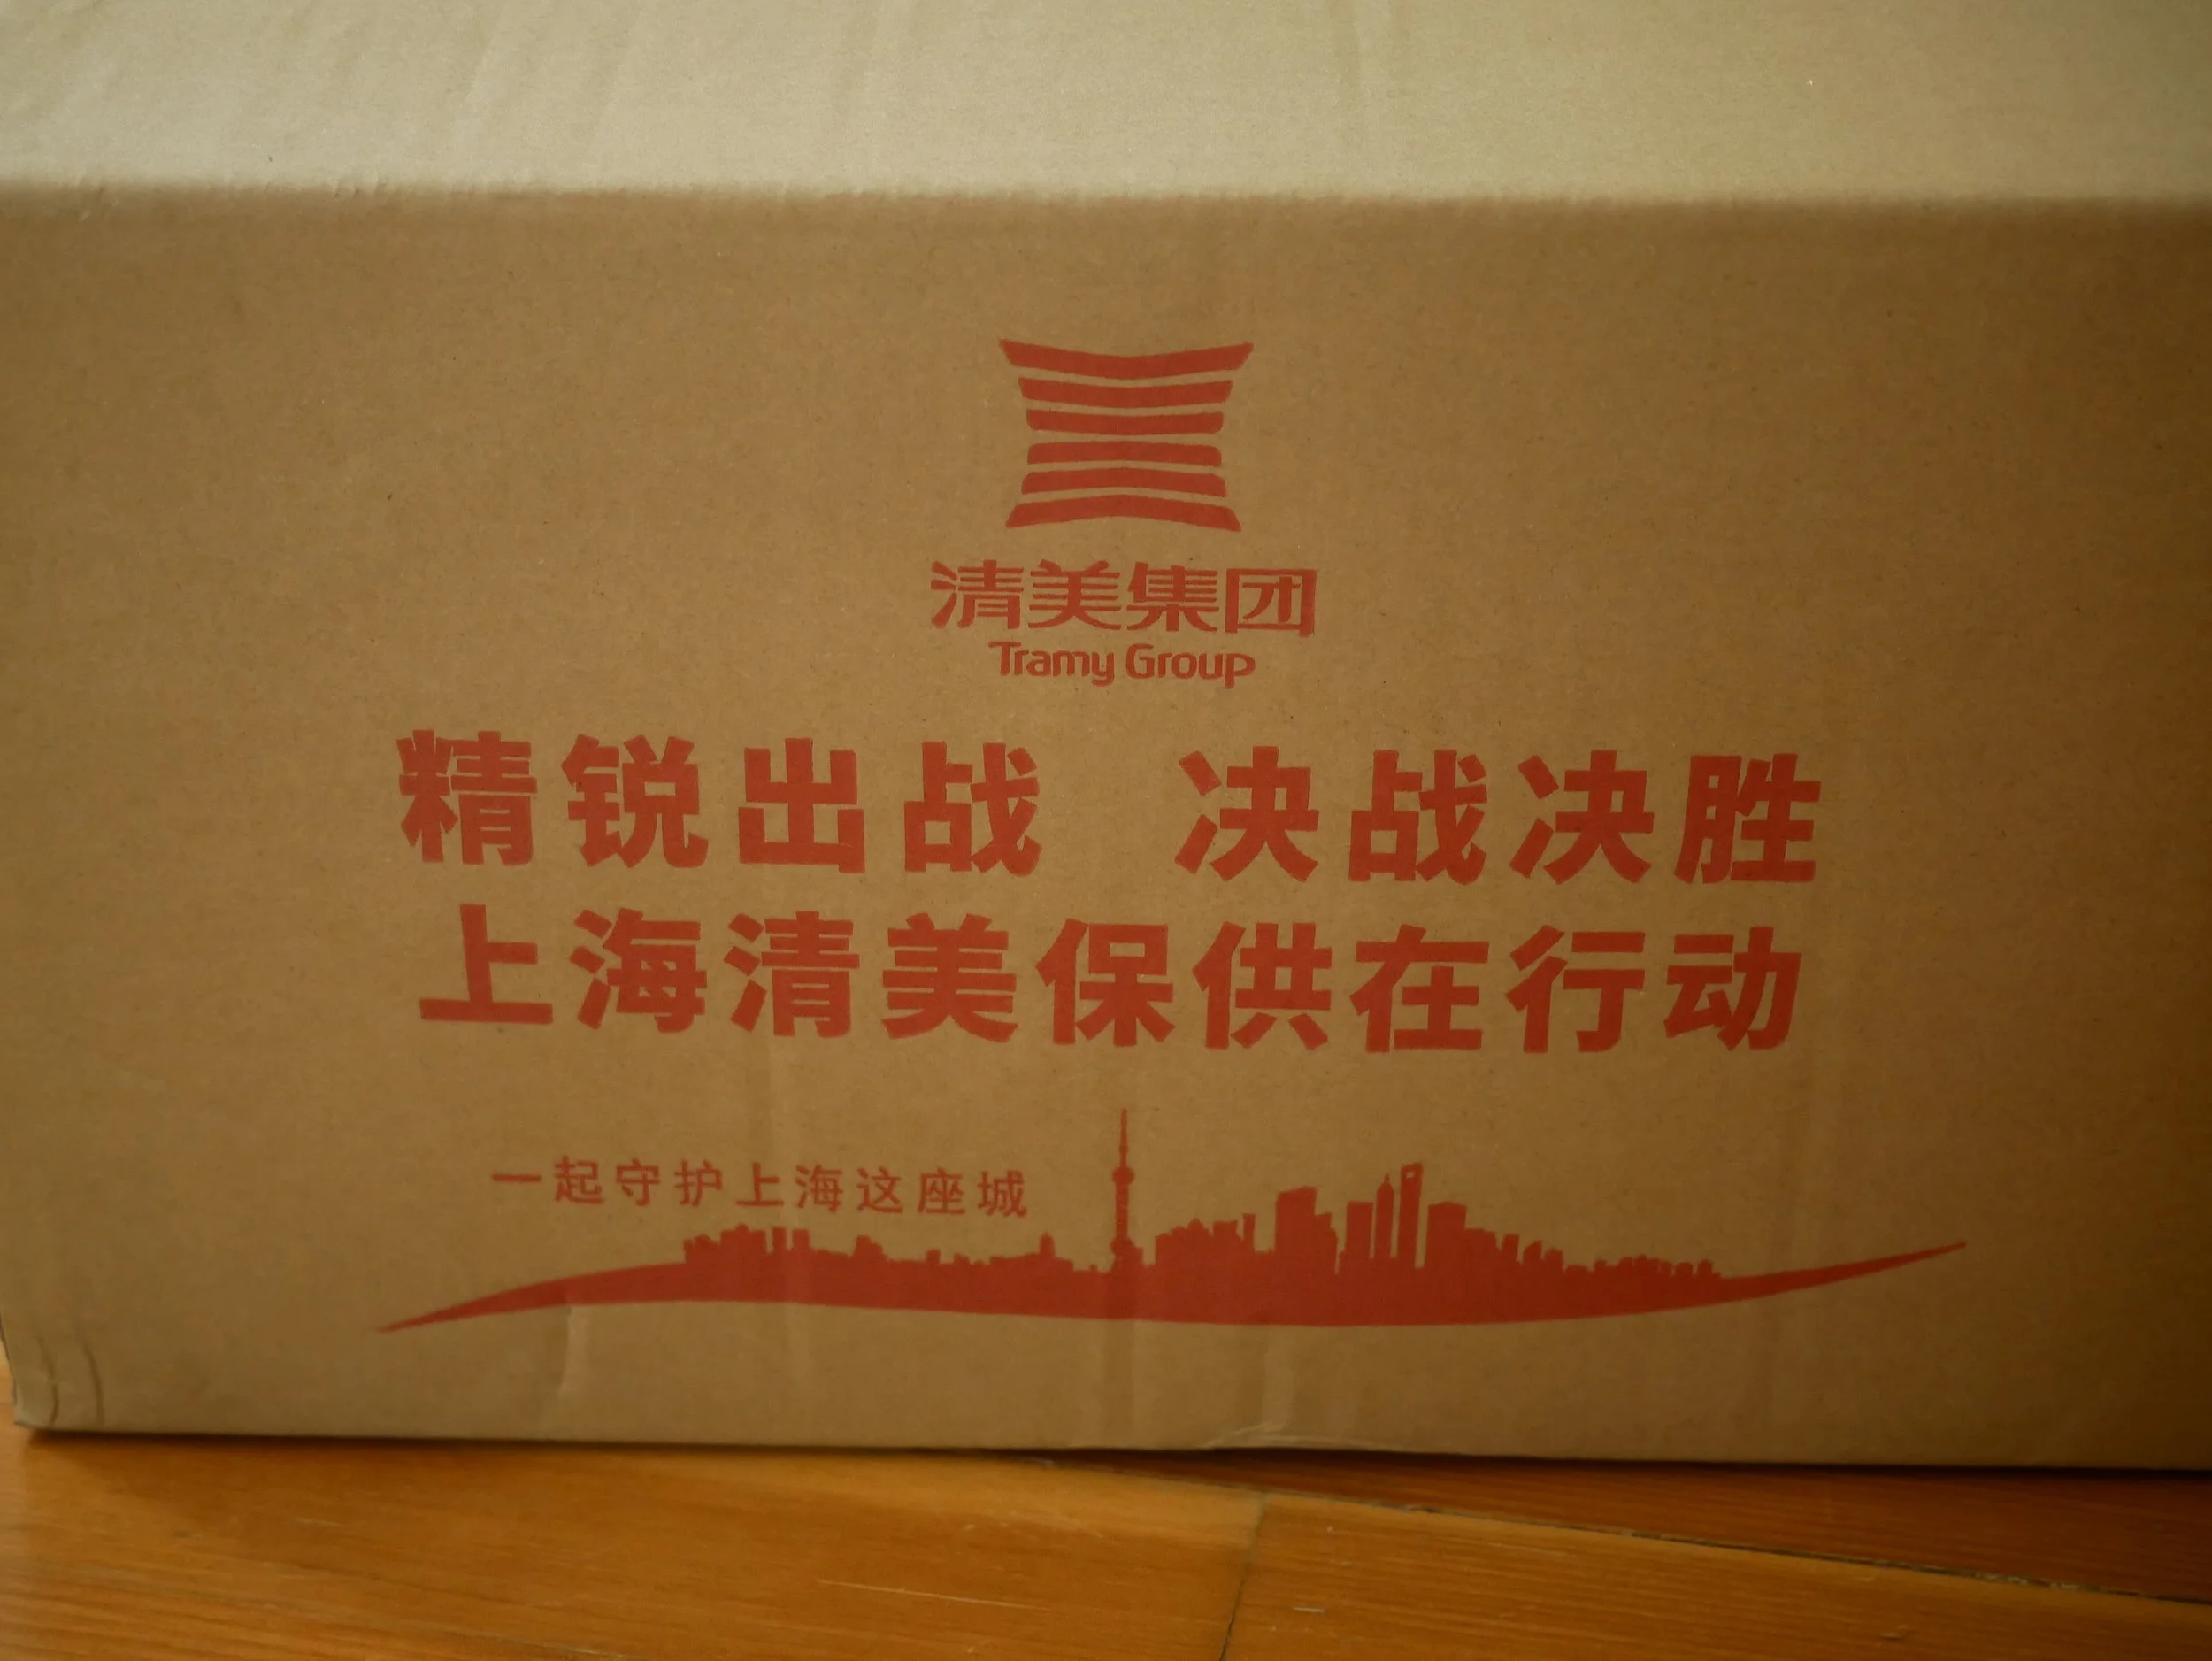 清美集团
Tramy Group
精锐出战 决战决胜
上海清美保供在行动
一起守护上海这座城